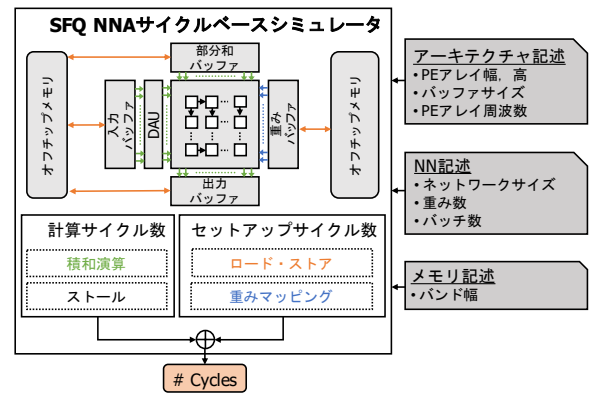 SFQ NNAサイクルベースシミュレータ
部分和
バッファ
オフチップメモリ
入力
バッファ
DAU
重み
バッファ
オフチップメモリ
出力
バッファ
計算サイクル数
積和演算
ストール
セットアップサイクル数
ロード・ストア
重みマッピング
# Cycles
アーキテクチャ記述
•PEアレイ幅, 高
•バッファサイズ
•PEアレイ周波数
NN記述
•ネットワークサイズ
•重み数
•バッチ数
メモリ記述
•バンド幅